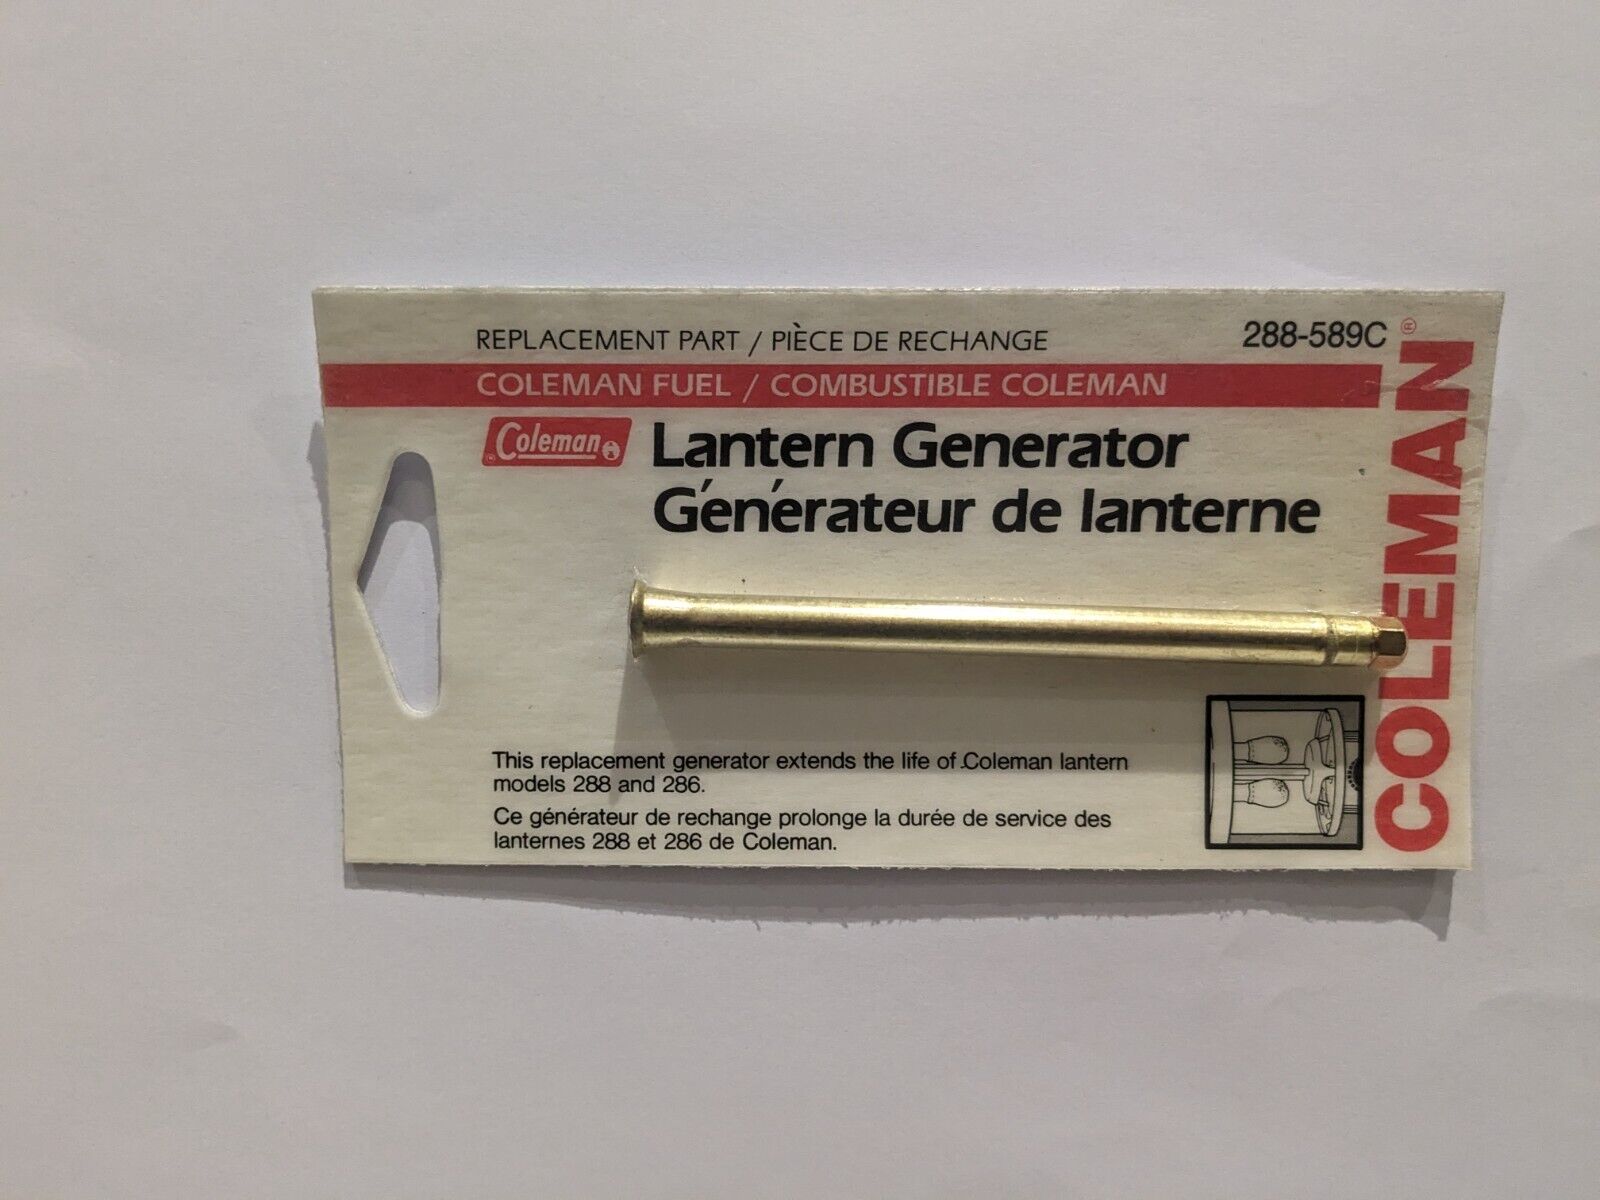 REPLACEMENT PART / PIÈCE DE RECHANGE
288-589C
COLEMAN FUEL / COMBUSTIBLE COLEMAN
Coleman
Lantern Generator
Générateur de lanterne
COLEMAN®
This replacement generator extends the life of Coleman lantern
models 288 and 286.
Ce générateur de rechange prolonge la durée de service des
lanternes 288 et 286 de Coleman.